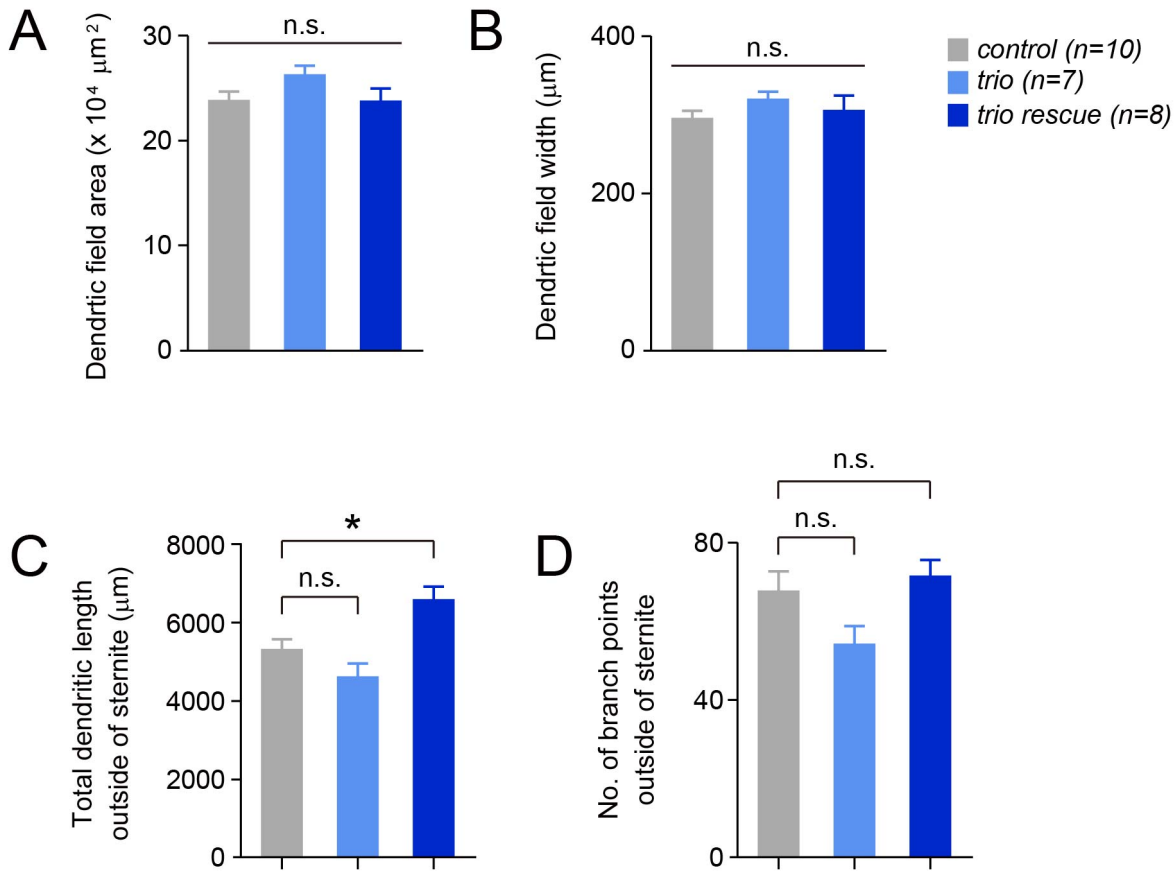 A
Dendrtic field area (x 10⁴ μm²)
30
20
10
0
n.s.
B
Dendrtic field width (μm)
400
200
0
n.s.
control (n=10)
trio (n=7)
trio rescue (n=8)
C
Total dendritic length
outside of sternite (μm)
8000
6000
4000
2000
0
*
n.s.
D
No. of branch points
outside of sternite
80
40
0
n.s.
n.s.